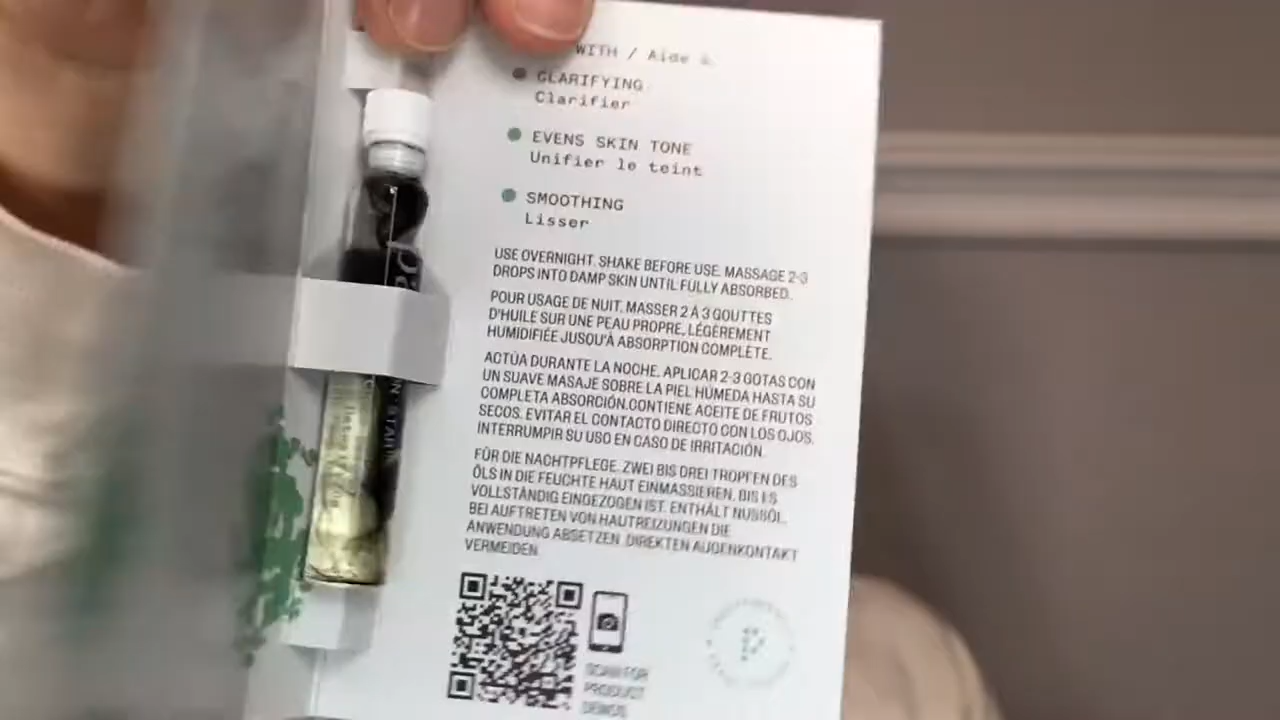 WITH / Aide à
CLARIFYING
Clarifier
EVENS SKIN TONE
Unifier le teint
SMOOTHING
Lisser
USE OVERNIGHT. SHAKE BEFORE USE. MASSAGE 2-3
DROPS INTO DAMP SKIN UNTIL FULLY ABSORBED.
POUR USAGE DE NUIT. MASSER 2 À 3 GOUTTES
D'HUILE SUR UNE PEAU PROPRE, LÉGÈREMENT
HUMIDIFIÉE JUSQU'À ABSORPTION COMPLÈTE.
ACTÚA DURANTE LA NOCHE. APLICAR 2-3 GOTAS CON
UN SUAVE MASAJE SOBRE LA PIEL HÚMEDA HASTA SU
COMPLETA ABSORCIÓN.CONTIENE ACEITE DE FRUTOS
SECOS. EVITAR EL CONTACTO DIRECTO CON LOS OJOS.
INTERRUMPIR SU USO EN CASO DE IRRITACIÓN.
FÜR DIE NACHTPFLEGE. ZWEI BIS DREI TROPFEN DES
ÖLS IN DIE FEUCHTE HAUT EINMASSIEREN, BIS ES
VOLLSTÄNDIG EINGEZOGEN IST. ENTHÄLT NUSSÖL.
BEI AUFTRETEN VON HAUTREIZUNGEN DIE
ANWENDUNG ABSETZEN. DIREKTEN AUGENKONTAKT
VERMEIDEN.
SCAN FOR
PRODUCT
DEMOS